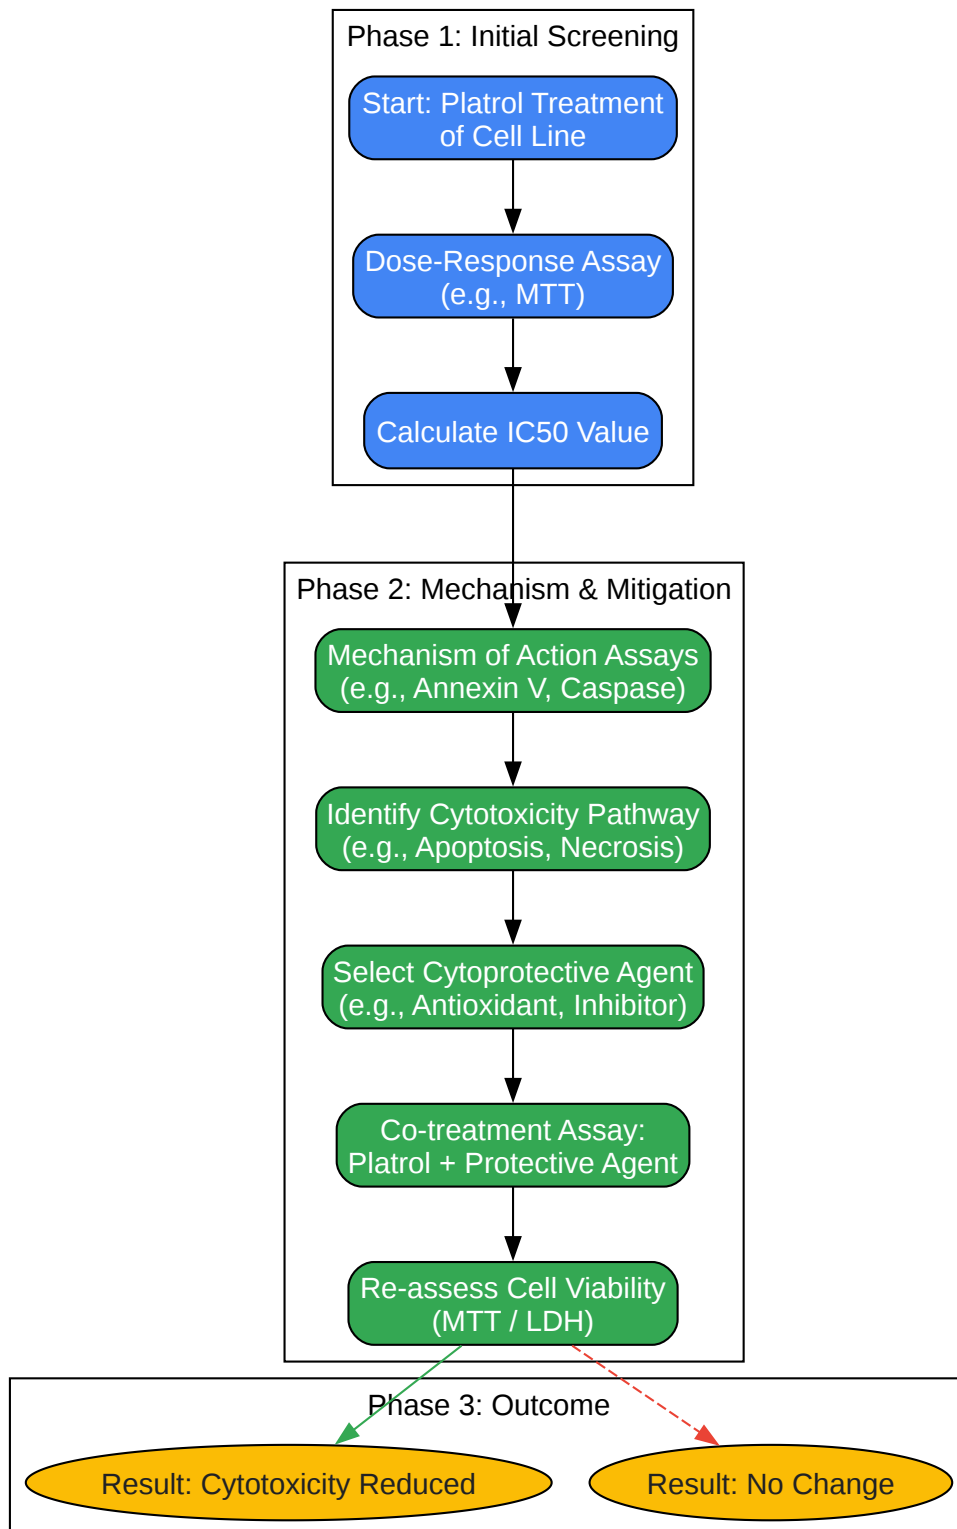 Phase 1: Initial Screening
Start: Platrol Treatment
of Cell Line
Dose-Response Assay
(e.g., MTT)
Calculate IC50 Value
Phase 2: Mechanism & Mitigation
Mechanism of Action Assays
(e.g., Annexin V, Caspase)
Identify Cytotoxicity Pathway
(e.g., Apoptosis, Necrosis)
Select Cytoprotective Agent
(e.g., Antioxidant, Inhibitor)
Co-treatment Assay:
Platrol + Protective Agent
Re-assess Cell Viability
(MTT / LDH)
Phase 3: Outcome
Result: Cytotoxicity Reduced
Result: No Change